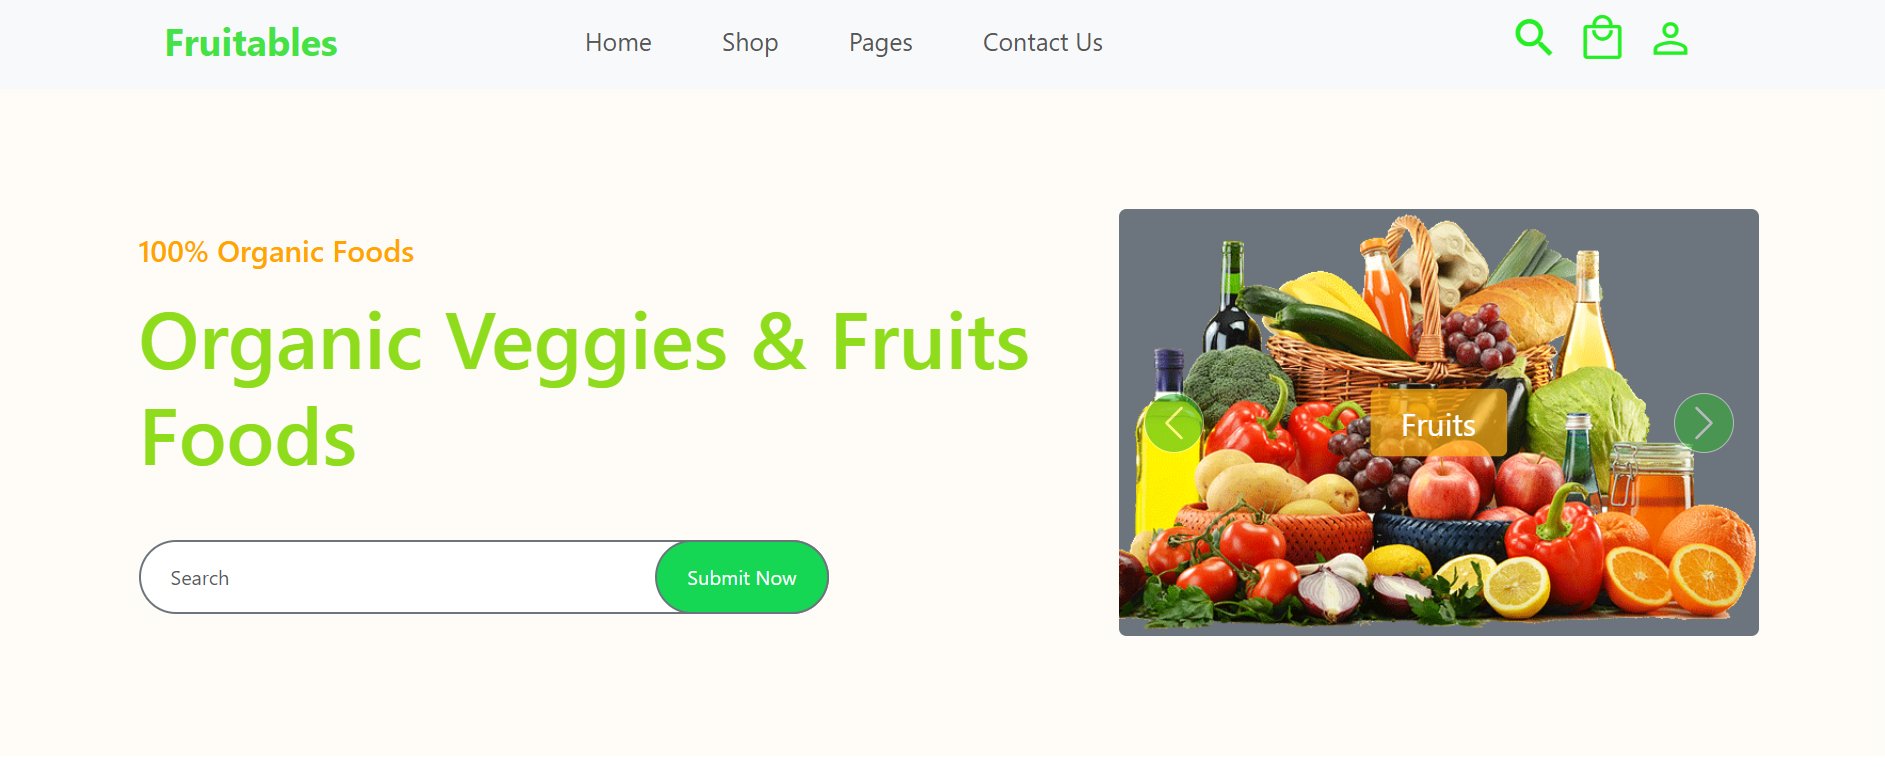 Fruitables
Home
Shop
Pages
Contact Us
100% Organic Foods
Organic Veggies & Fruits
Foods
Search
Submit Now
Fruits